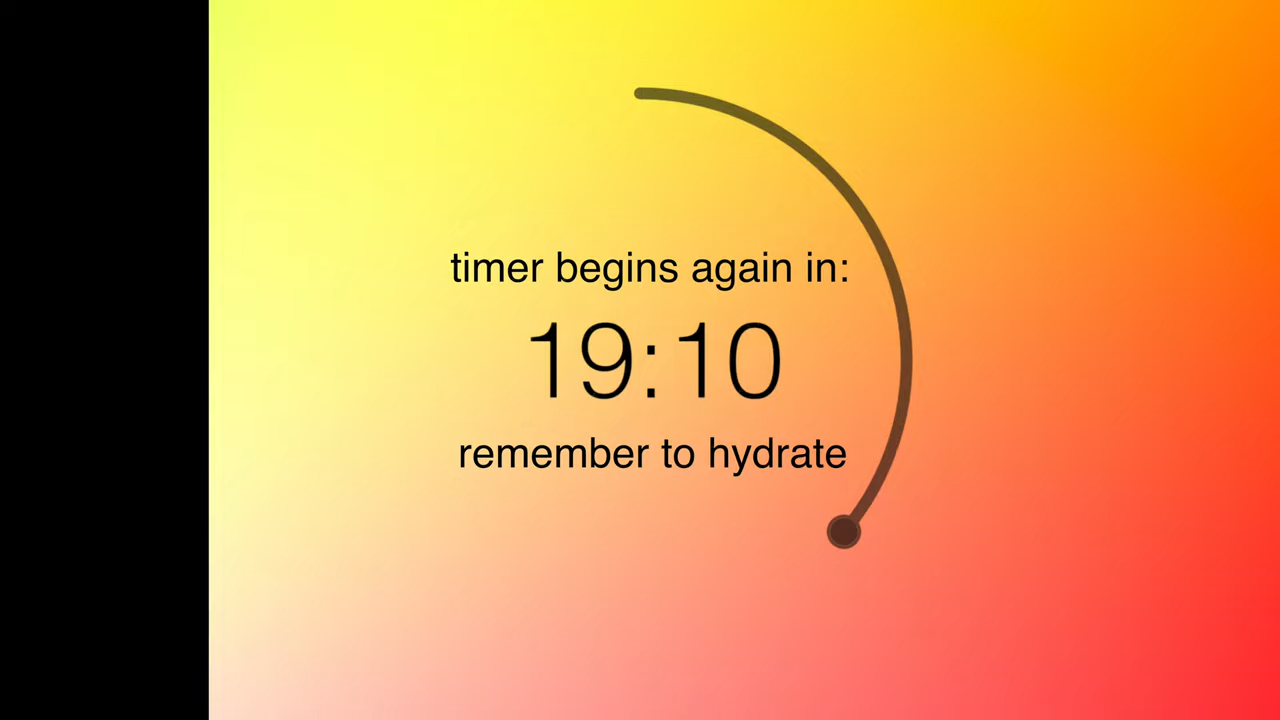 timer begins again in:
19:10
remember to hydrate